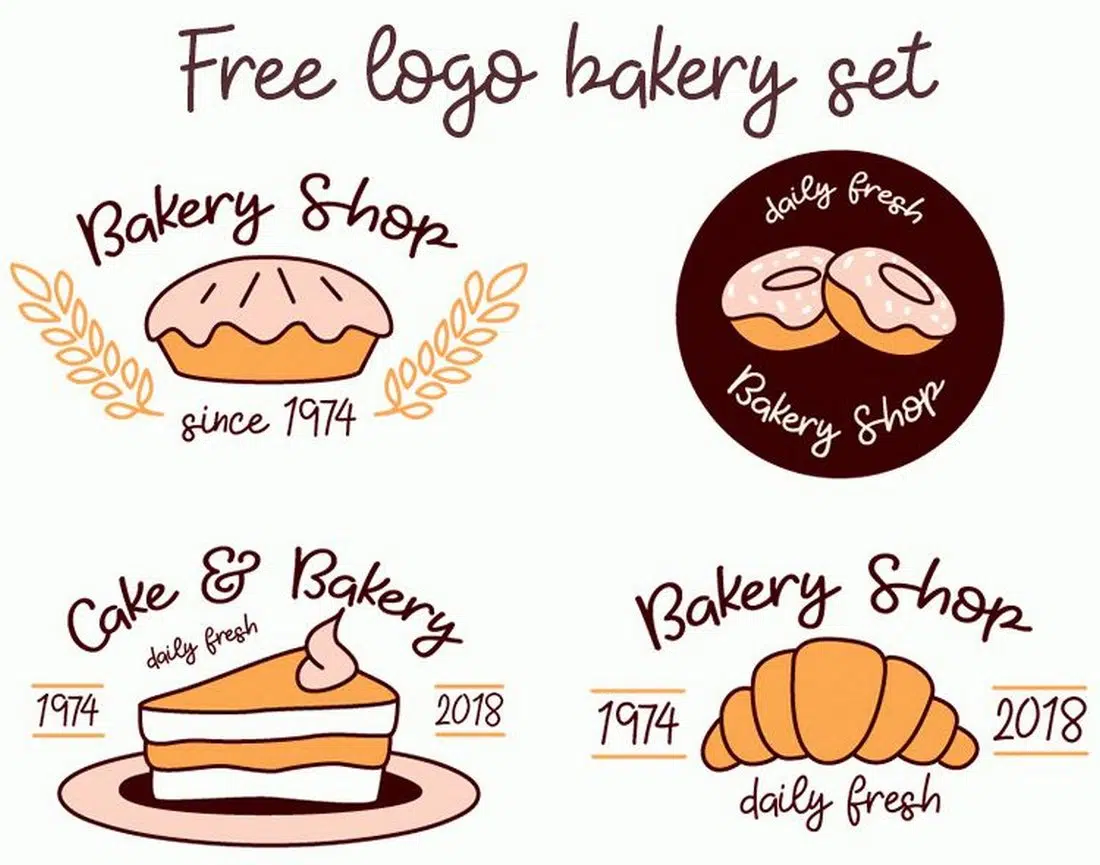 Free logo bakery set
Bakery Shop
since 1974
daily fresh
Bakery Shop
Cake & Bakery
daily fresh
1974
2018
Bakery Shop
1974
2018
daily fresh